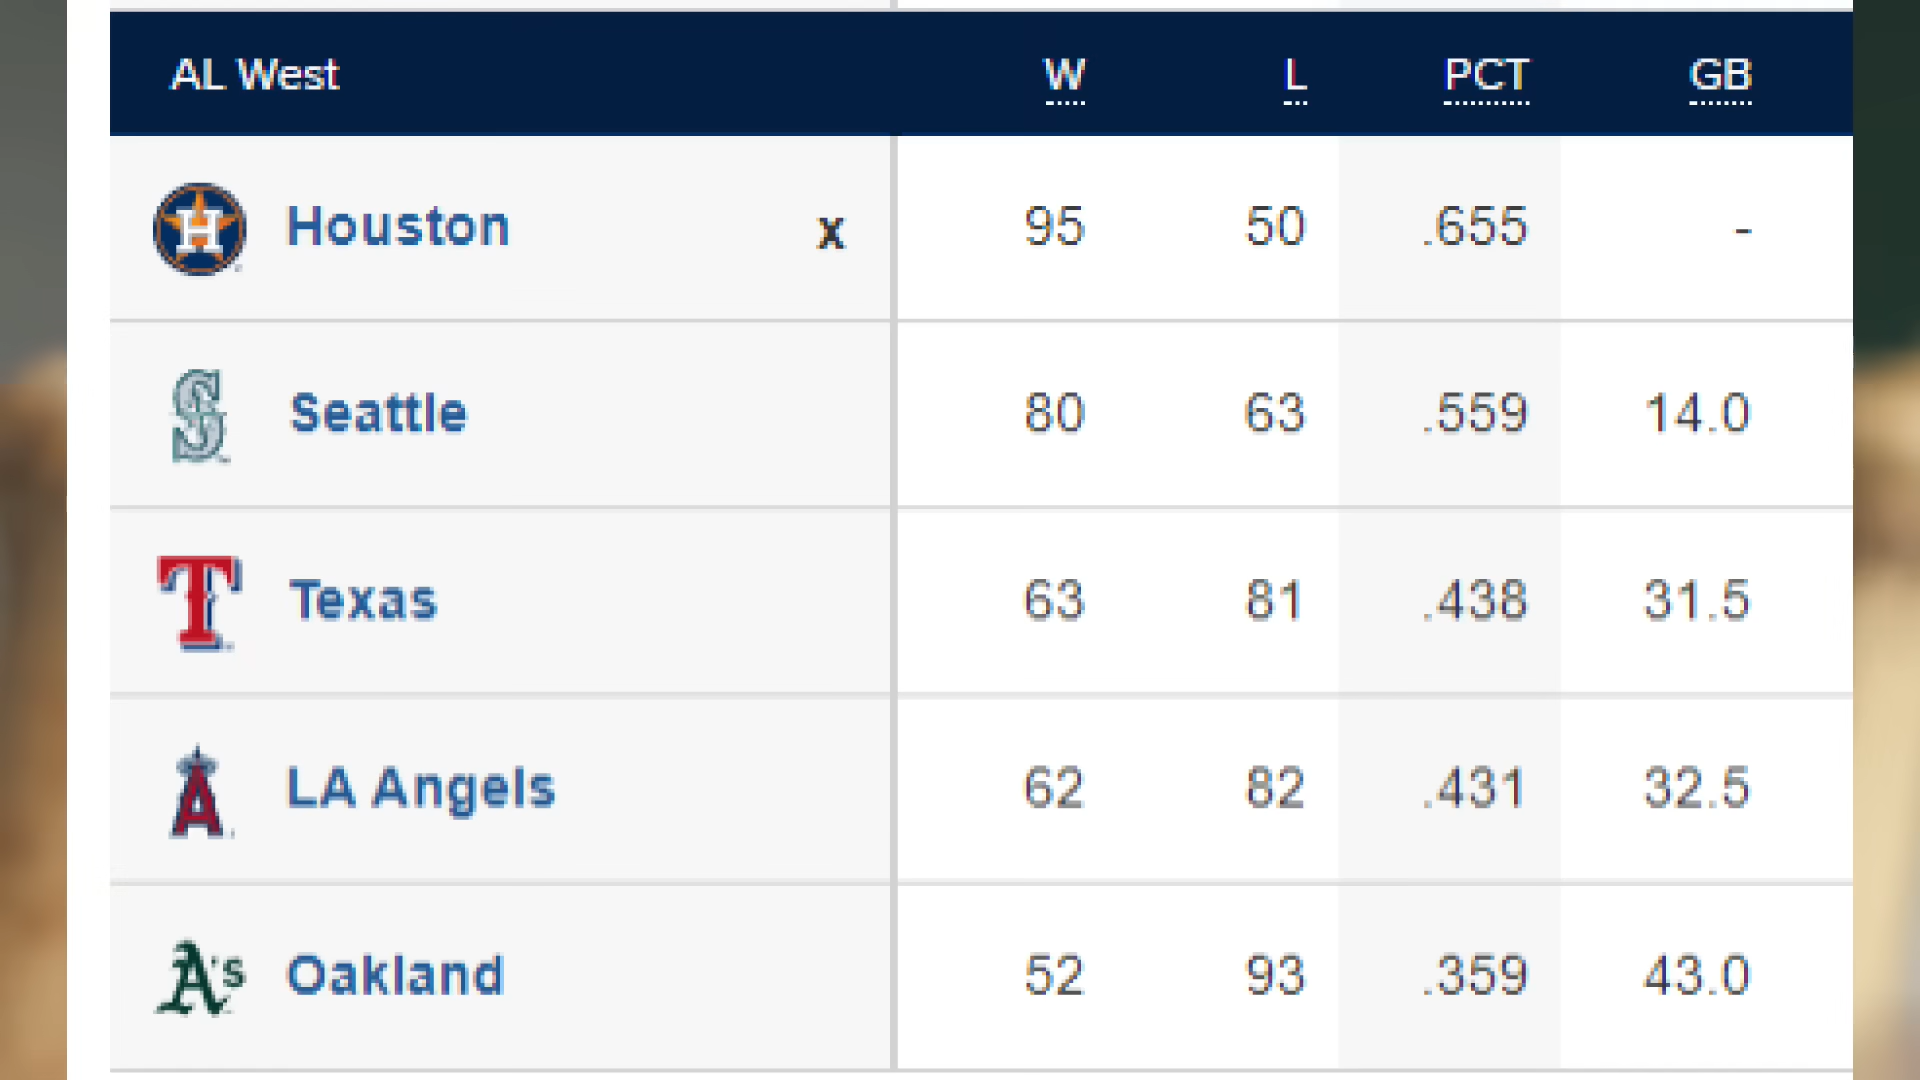 AL West W L PCT GB
Houston x 95 50 .655 -
Seattle 80 63 .559 14.0
Texas 63 81 .438 31.5
LA Angels 62 82 .431 32.5
A's Oakland 52 93 .359 43.0